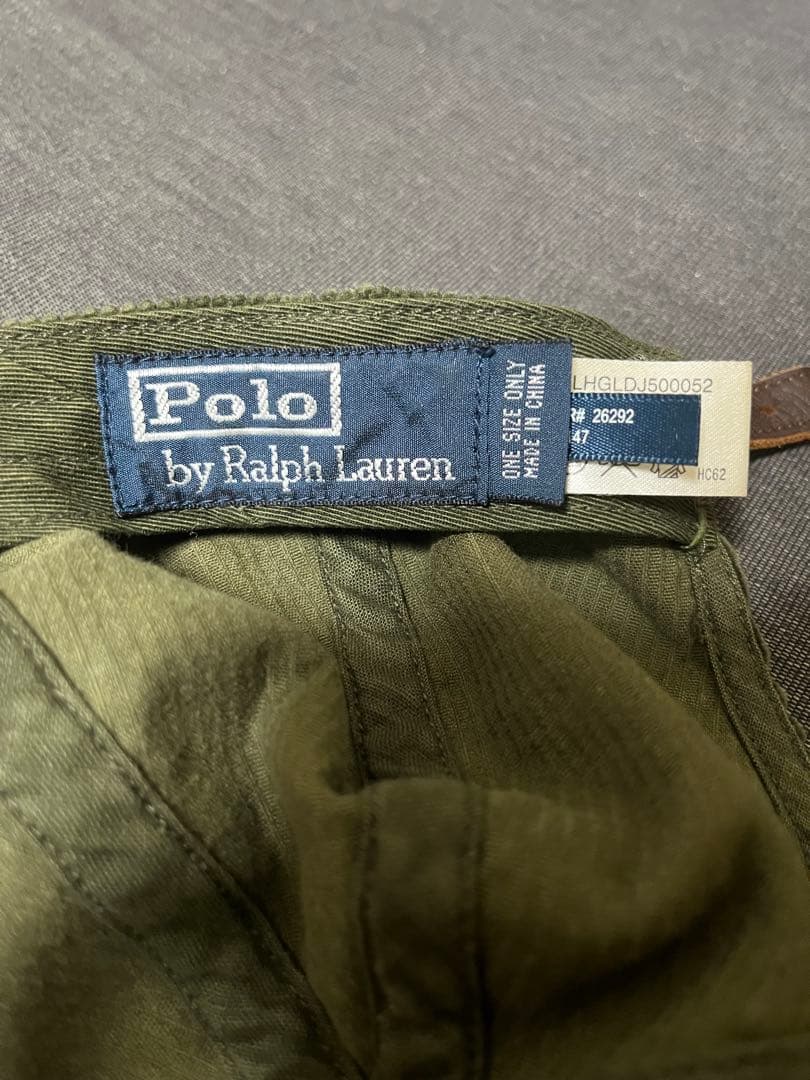 Polo
by Ralph Lauren
ONE SIZE ONLY
MADE IN CHINA
LHGLDJ500052
R# 26292
47
HC62